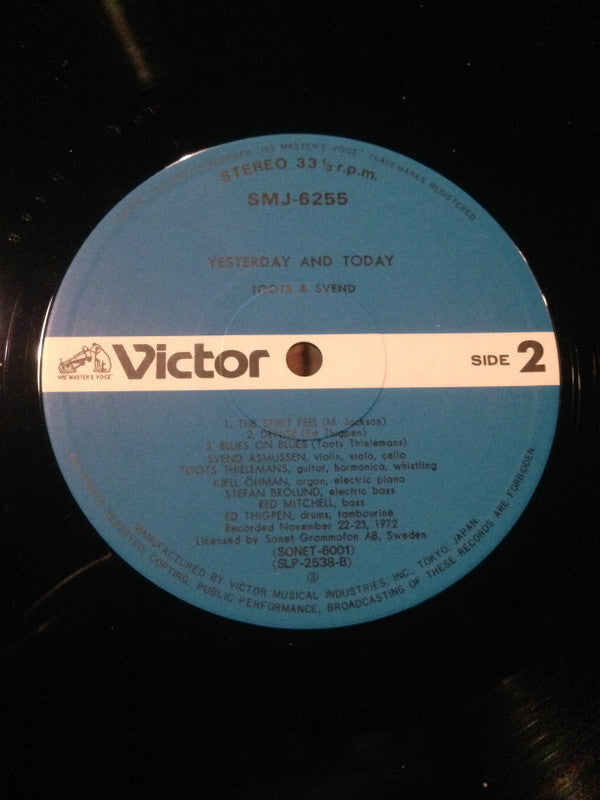 "HIS MASTER'S VOICE" TRADEMARKS REGISTERED
STEREO 33 1/3 r.p.m.
SMJ-6255
YESTERDAY AND TODAY
TOOTS & SVEND
"HIS MASTER'S VOICE"
Victor
SIDE 2
1. THE SPIRIT FEEL (M. Jackson)
2. DENISE (Ed Thigpen)
3. BLUES ON BLUES (Toots Thielemans)
SVEND ASMUSSEN, violin, viola, cello
TOOTS THIELEMANS, guitar, harmonica, whistling
KJELL ÖHMAN, organ, electric piano
STEFAN BROLUND, electric bass
RED MITCHELL, bass
ED THIGPEN, drums, tambourine
Recorded November 22-23, 1972
Licensed by Sonet Grammofon AB, Sweden
(SONET-6001)
(SLP-2538-B)
Ⓢ
MANUFACTURED BY VICTOR MUSICAL INDUSTRIES, INC., TOKYO, JAPAN
RESERVED, COPYING, PUBLIC PERFORMANCE, BROADCASTING OF THESE RECORDS ARE FORBIDDEN